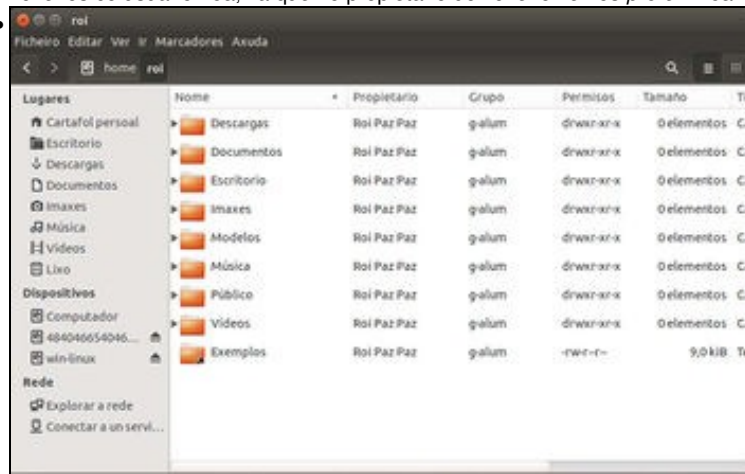 roi
Ficheiro Editar Ver Ir Marcadores Axuda
home roi
Lugares
Cartafol persoal
Escritorio
Descargas
Documentos
Imaxes
Música
Vídeos
Lixo
Dispositivos
Computador
484046654046...
win-linux
Rede
Explorar a rede
Conectar a un servi...
Nome Propietario Grupo Permisos Tamaño
Descargas Roi Paz Paz g-alum drwxr-xr-x 0 elementos
Documentos Roi Paz Paz g-alum drwxr-xr-x 0 elementos
Escritorio Roi Paz Paz g-alum drwxr-xr-x 0 elementos
Imaxes Roi Paz Paz g-alum drwxr-xr-x 0 elementos
Modelos Roi Paz Paz g-alum drwxr-xr-x 0 elementos
Música Roi Paz Paz g-alum drwxr-xr-x 0 elementos
Público Roi Paz Paz g-alum drwxr-xr-x 0 elementos
Vídeos Roi Paz Paz g-alum drwxr-xr-x 0 elementos
Exemplos Roi Paz Paz g-alum -rw-r--r-- 9,0 kiB